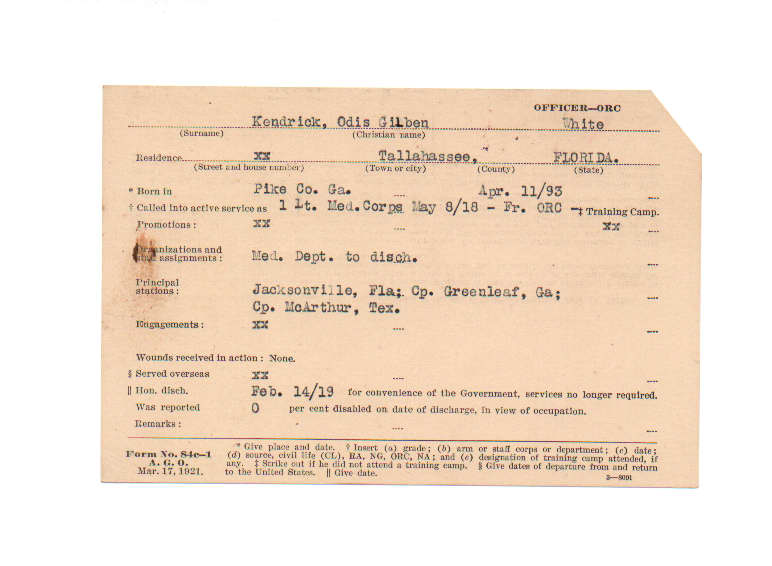 OFFICER—ORC
Kendrick, Odis Gilben White
(Surname) (Christian name)
Residence xx Tallahassee, FLORIDA.
(Street and house number) (Town or city) (County) (State)
* Born in Pike Co. Ga. Apr. 11/93
† Called into active service as 1 Lt. Med. Corps May 8/18 - Fr. ORC - ‡ Training Camp.
Promotions: xx xx
Organizations and
staff assignments: Med. Dept. to disch.
Principal
stations: Jacksonville, Fla; Cp. Greenleaf, Ga;
Cp. McArthur, Tex.
Engagements: xx
Wounds received in action: None.
§ Served overseas xx
‖ Hon. disch. Feb. 14/19 for convenience of the Government, services no longer required.
Was reported 0 per cent disabled on date of discharge, in view of occupation.
Remarks:
Form No. 84c—1
A. G. O.
Mar. 17, 1921.
* Give place and date. † Insert (a) grade; (b) arm or staff corps or department; (c) date;
(d) source, civil life (CL), RA, NG, ORC, NA; and (e) designation of training camp attended, if
any. ‡ Strike out if he did not attend a training camp. § Give dates of departure from and return
to the United States. ‖ Give date.
3—8091